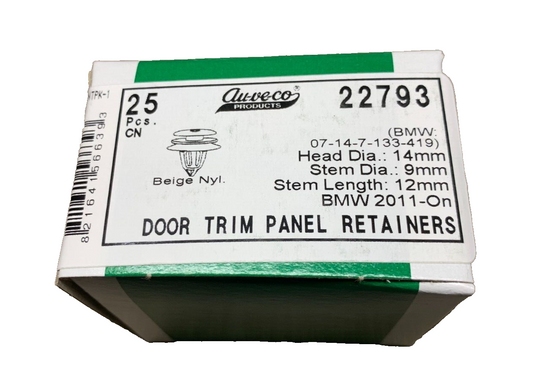 25
Pcs.
CN
Au-ve-co
PRODUCTS
22793
(BMW:
07-14-7-133-419)
Head Dia.: 14mm
Stem Dia.: 9mm
Stem Length: 12mm
BMW 2011-On
Beige Nyl.
DOOR TRIM PANEL RETAINERS